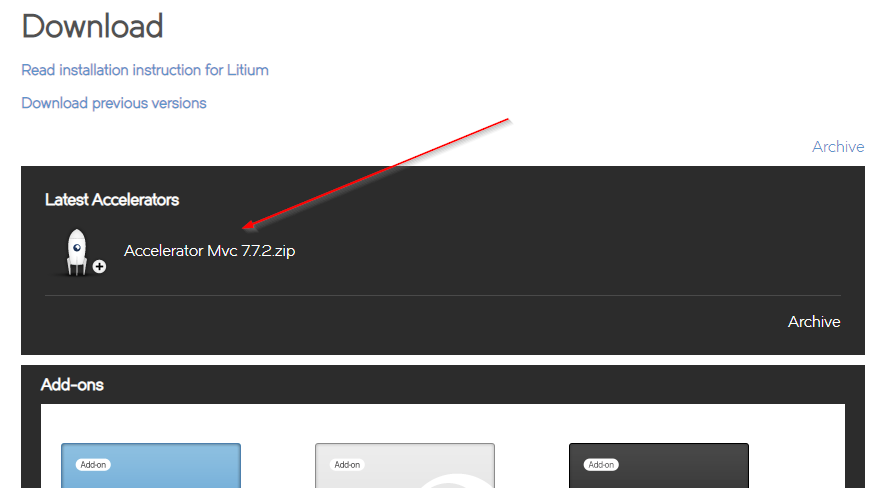 Download
Read installation instruction for Litium
Download previous versions
Archive
Latest Accelerators
Accelerator Mvc 7.7.2.zip
Archive
Add-ons
Add-on
Add-on
Add-on